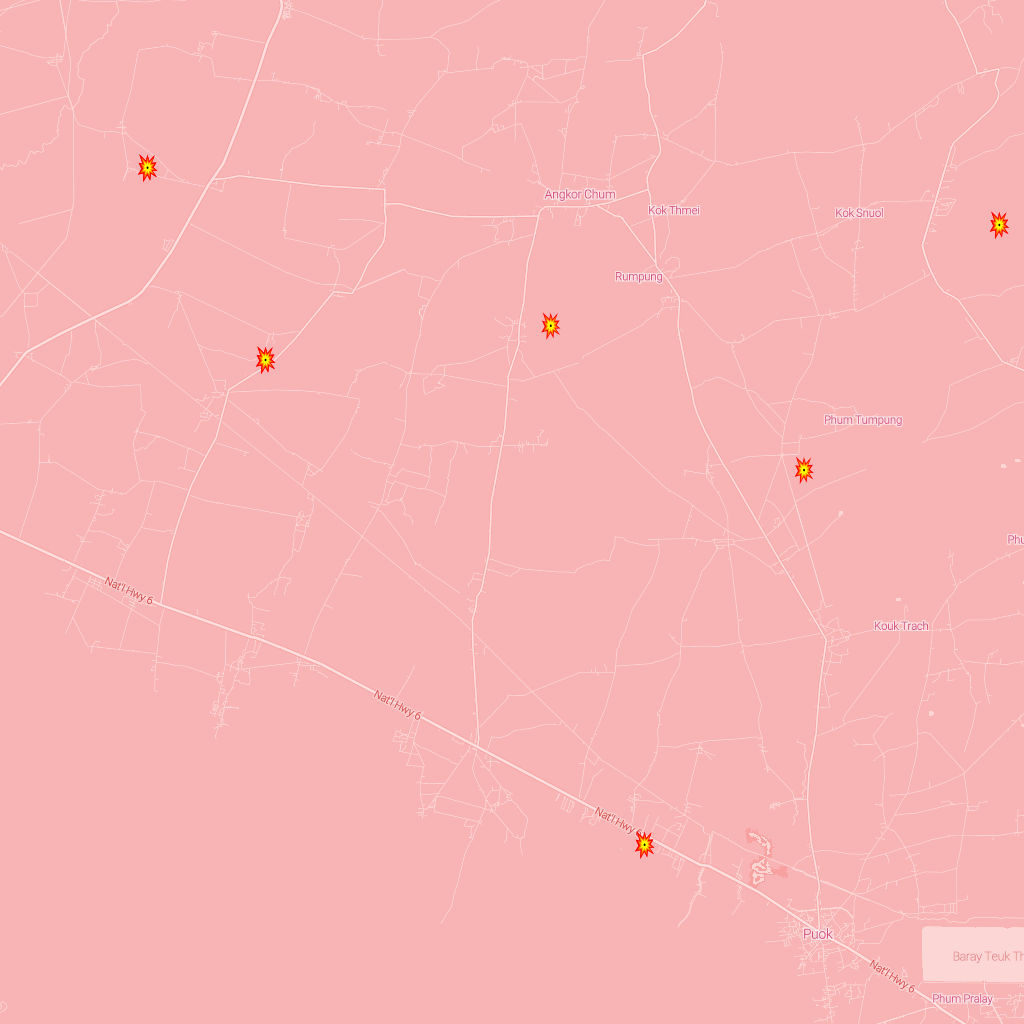 Angkor Chum
Kok Thmei
Kok Snuol
Rumpung
Phum Tumpung
Phu
Nat'l Hwy 6
Kouk Trach
Nat'l Hwy 6
Nat'l Hwy 6
Puok
Baray Teuk Th
Nat'l Hwy 6
Phum Pralay